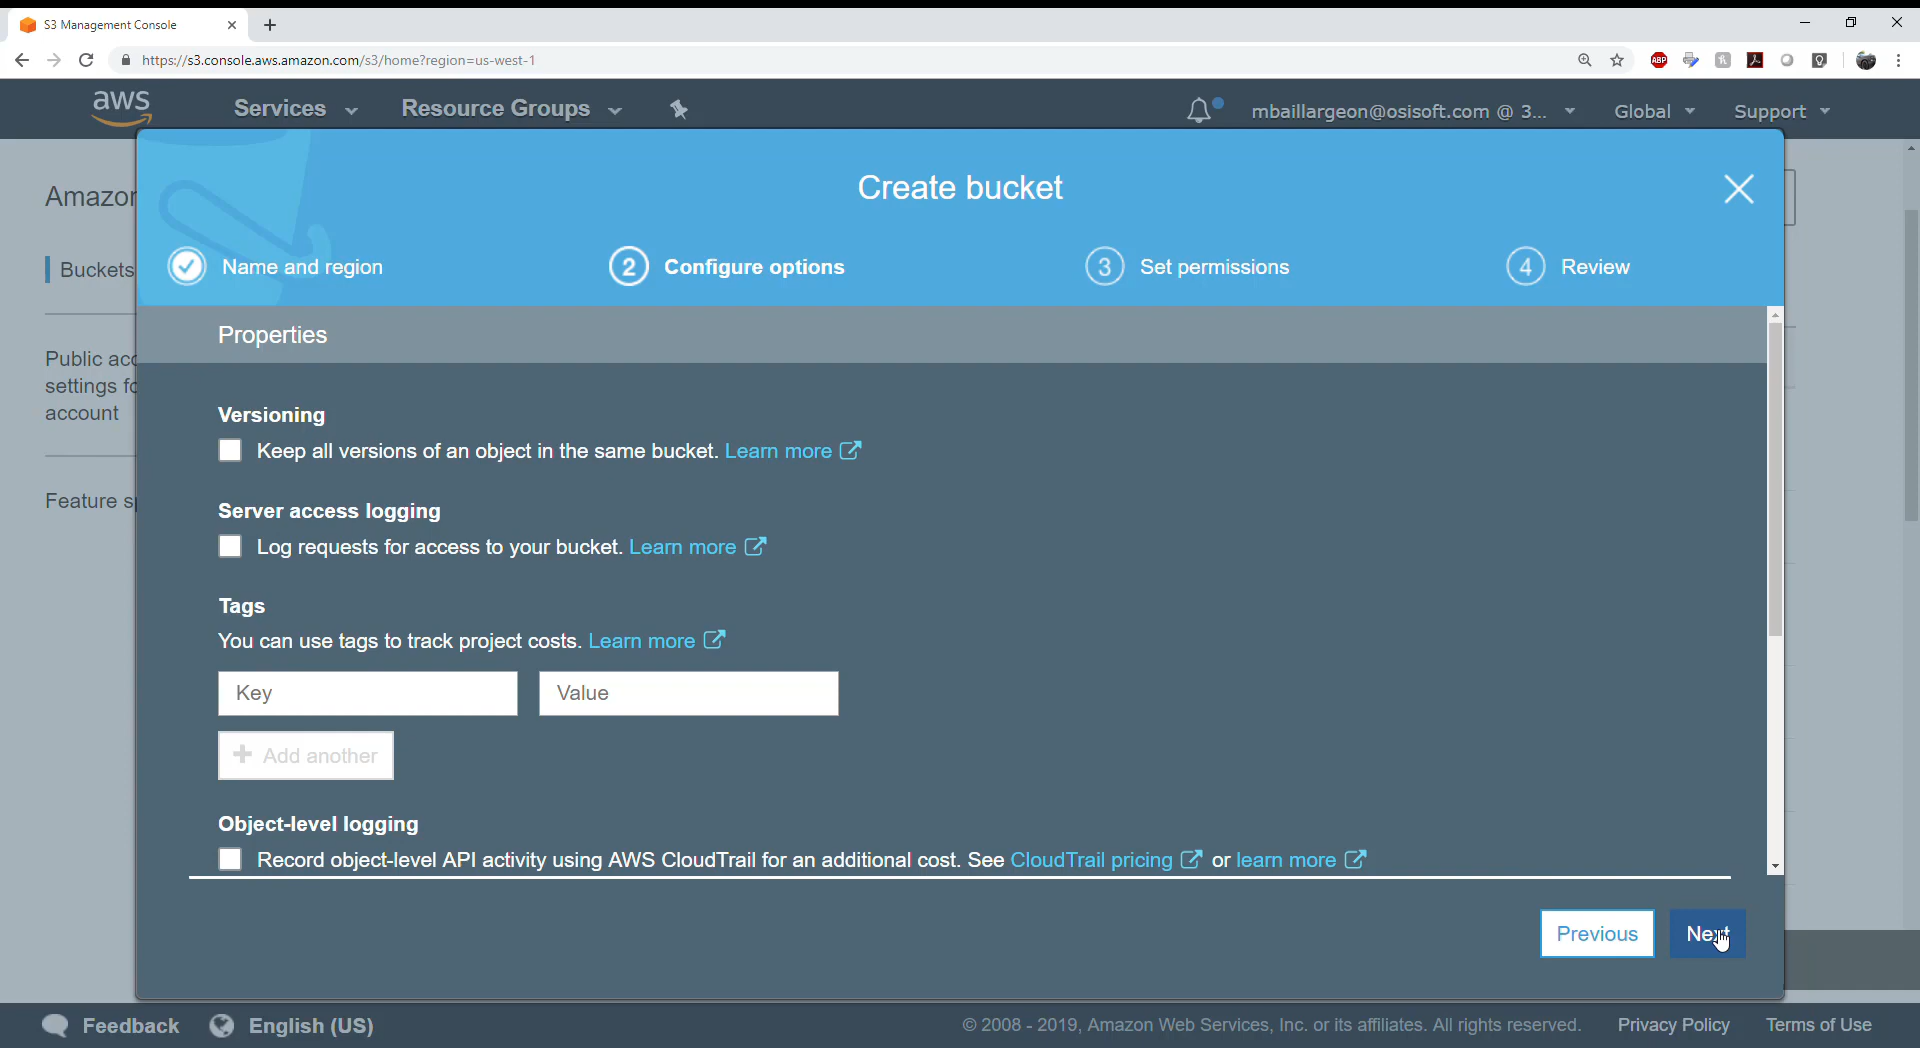 S3 Management Console
https://s3.console.aws.amazon.com/s3/home?region=us-west-1
ABP
aws Services Resource Groups mbaillargeon@osisoft.com @ 3... Global Support
Create bucket
Name and region 2 Configure options 3 Set permissions 4 Review
Amazon
Buckets
Public acc
settings fo
account
Feature s
Properties
Versioning
Keep all versions of an object in the same bucket. Learn more
Server access logging
Log requests for access to your bucket. Learn more
Tags
You can use tags to track project costs. Learn more
Key Value
Add another
Object-level logging
Record object-level API activity using AWS CloudTrail for an additional cost. See CloudTrail pricing or learn more
Previous Next
Feedback English (US) © 2008 - 2019, Amazon Web Services, Inc. or its affiliates. All rights reserved. Privacy Policy Terms of Use